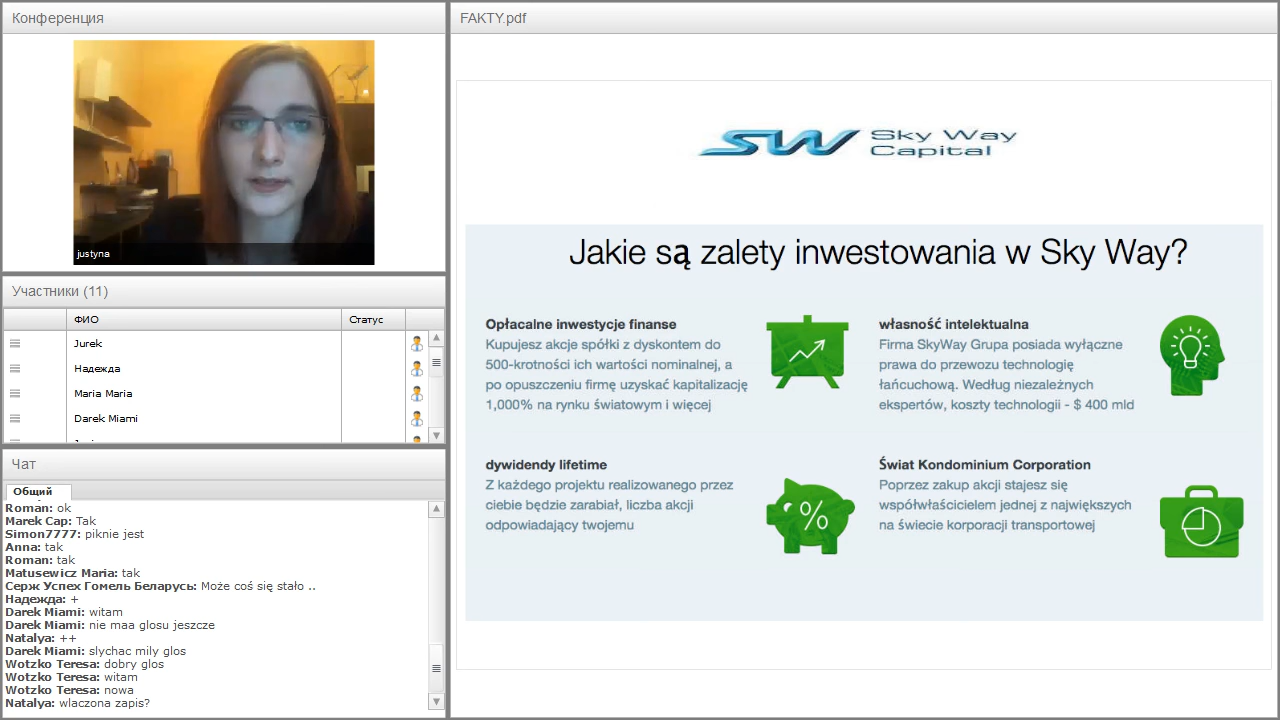 Конференция
justyna
Участники (11)
ФИО
Статус
Jurek
Надежда
Maria Maria
Darek Miami
Чат
Общий
Roman: ok
Marek Cap: Tak
Simon7777: piknie jest
Anna: tak
Roman: tak
Matusewicz Maria: tak
Серж Успех Гомель Беларусь: Może coś się stało ..
Надежда: +
Darek Miami: witam
Darek Miami: nie maa glosu jeszcze
Natalya: ++
Darek Miami: slychac mily glos
Wotzko Teresa: dobry glos
Wotzko Teresa: witam
Wotzko Teresa: nowa
Natalya: wlaczona zapis?
FAKTY.pdf
SW Sky Way
Capital
Jakie są zalety inwestowania w Sky Way?
Opłacalne inwestycje finanse
Kupujesz akcje spółki z dyskontem do
500-krotności ich wartości nominalnej, a
po opuszczeniu firmę uzyskać kapitalizację
1,000% na rynku światowym i więcej
własność intelektualna
Firma SkyWay Grupa posiada wyłączne
prawa do przewozu technologię
łańcuchową. Według niezależnych
ekspertów, koszty technologii - $ 400 mld
dywidendy lifetime
Z każdego projektu realizowanego przez
ciebie będzie zarabiał, liczba akcji
odpowiadający twojemu
%
Świat Kondominium Corporation
Poprzez zakup akcji stajesz się
współwłaścicielem jednej z największych
na świecie korporacji transportowej